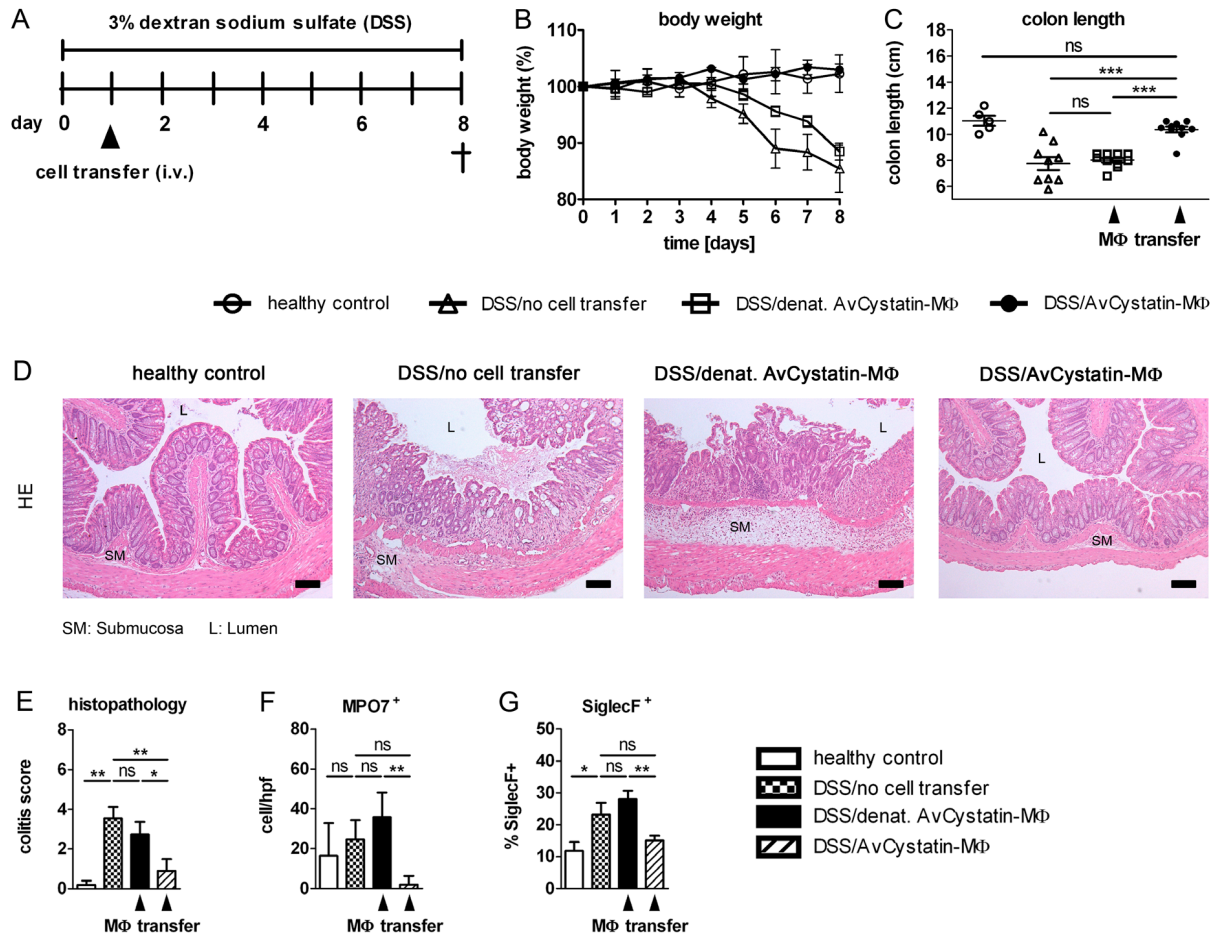 A
3% dextran sodium sulfate (DSS)
day
0 2 4 6 8
cell transfer (i.v.)
B
body weight
body weight (%)
110
100
90
80
0 1 2 3 4 5 6 7 8
time [days]
C
colon length
colon length (cm)
18
16
14
12
10
8
6
ns
***
ns
***
MΦ transfer
healthy control
DSS/no cell transfer
DSS/denat. AvCystatin-MΦ
DSS/AvCystatin-MΦ
D
healthy control
DSS/no cell transfer
DSS/denat. AvCystatin-MΦ
DSS/AvCystatin-MΦ
HE
L
SM
L
SM
L
SM
L
SM
SM: Submucosa L: Lumen
E
histopathology
colitis score
8
6
4
2
0
**
** ns *
MΦ transfer
F
MPO7+
cell/hpf
80
60
40
20
0
ns
ns ns **
MΦ transfer
G
SiglecF+
% SiglecF+
50
40
30
20
10
0
ns
* ns **
MΦ transfer
healthy control
DSS/no cell transfer
DSS/denat. AvCystatin-MΦ
DSS/AvCystatin-MΦ